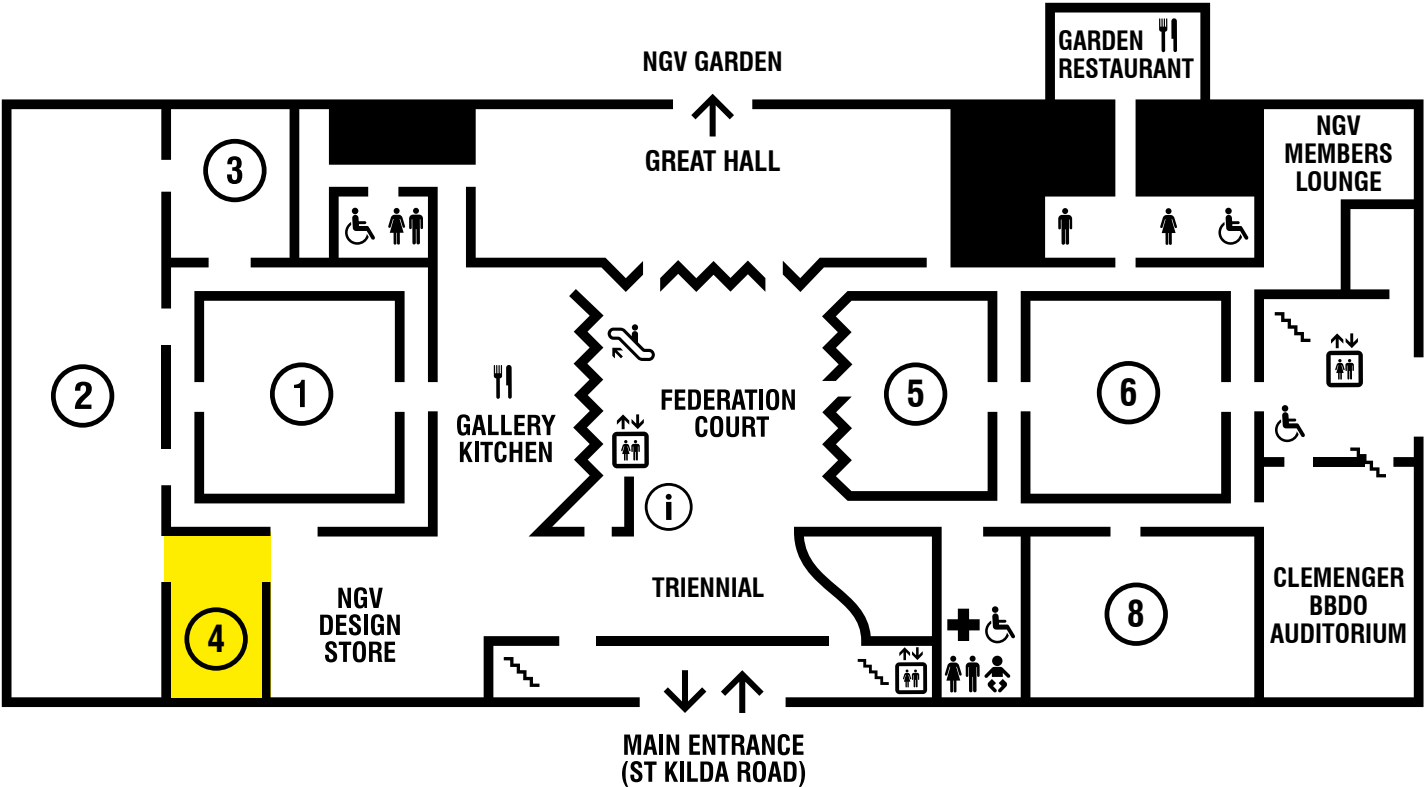 GARDEN
RESTAURANT
NGV GARDEN
NGV
MEMBERS
LOUNGE
GREAT HALL
3
2
1
GALLERY
KITCHEN
FEDERATION
COURT
5
6
i
4
NGV
DESIGN
STORE
TRIENNIAL
8
CLEMENGER
BBDO
AUDITORIUM
MAIN ENTRANCE
(ST KILDA ROAD)